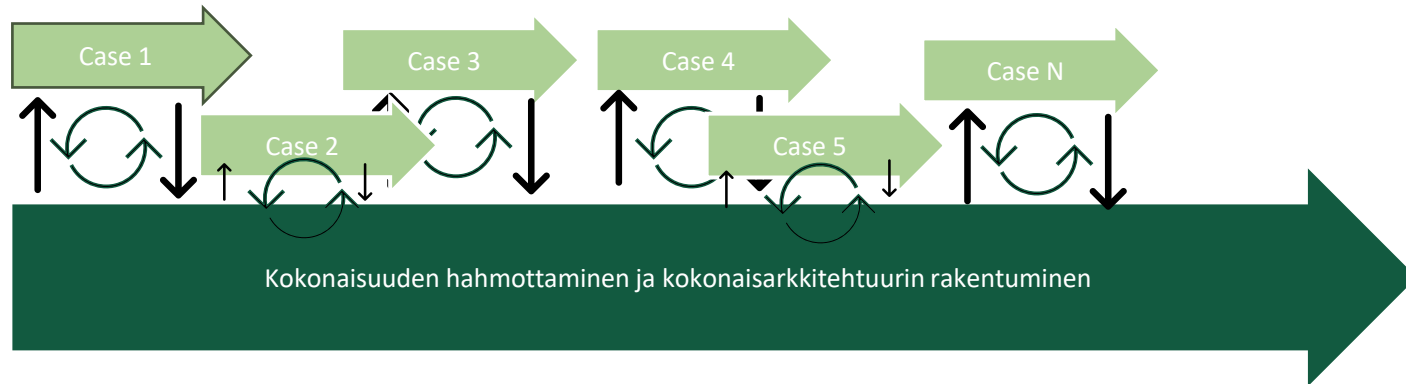 Case 1
Case 2
Case 3
Case 4
Case 5
Case N
Kokonaisuuden hahmottaminen ja kokonaisarkkitehtuurin rakentuminen